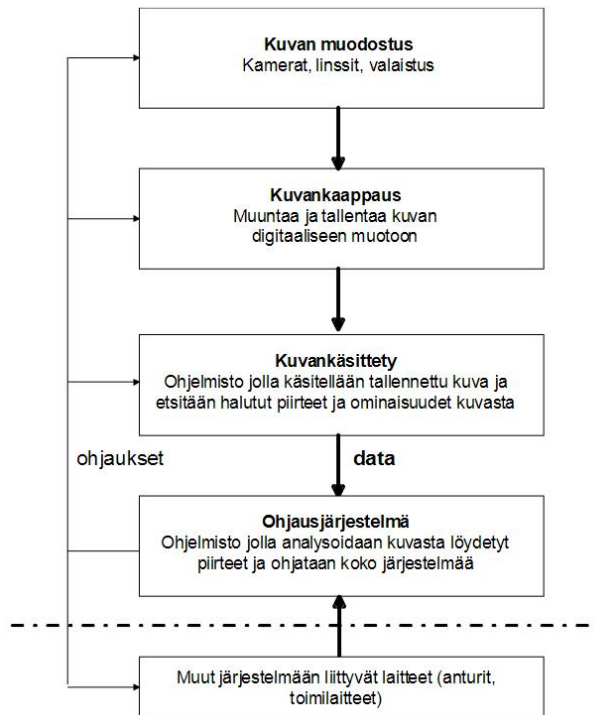 Kuvan muodostus
Kamerat, linssit, valaistus
Kuvankaappaus
Muuntaa ja tallentaa kuvan
digitaaliseen muotoon
Kuvankäsittety
Ohjelmisto jolla käsitellään tallennettu kuva ja
etsitään halutut piirteet ja ominaisuudet kuvasta
ohjaukset
data
Ohjausjärjestelmä
Ohjelmisto jolla analysoidaan kuvasta löydetyt
piirteet ja ohjataan koko järjestelmää
Muut järjestelmään liittyvät laitteet (anturit,
toimilaitteet)